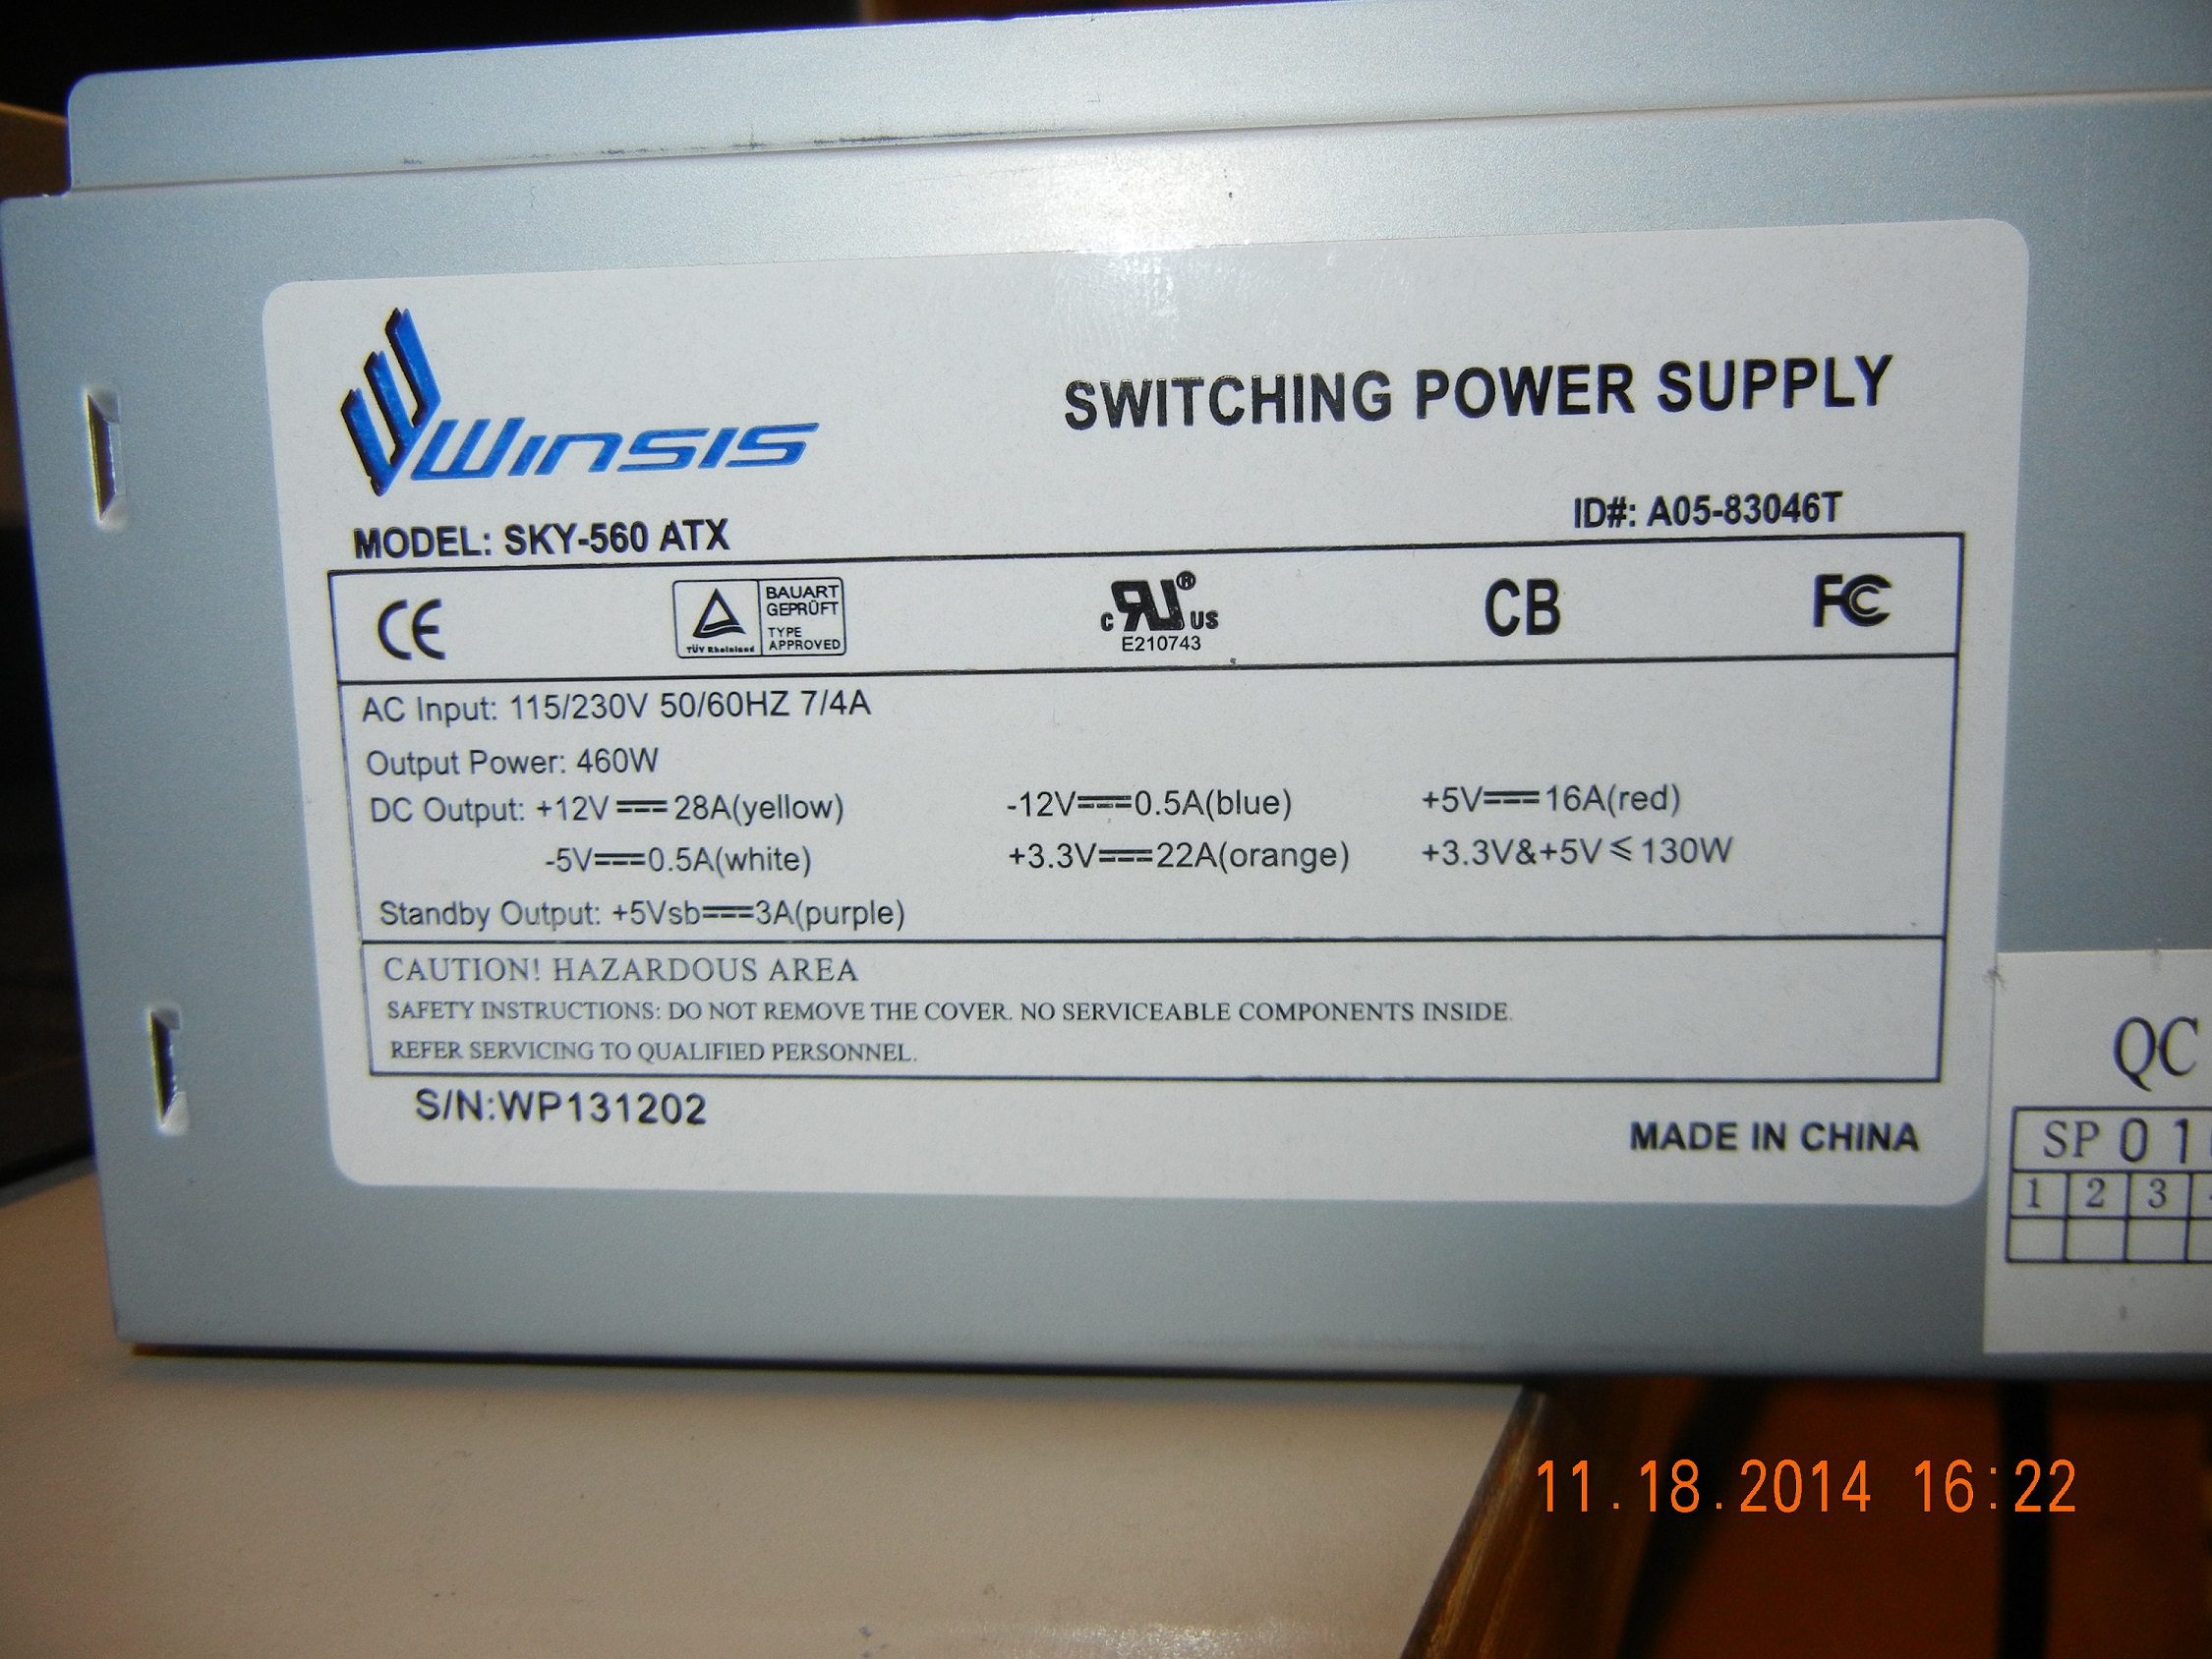 Winsis
SWITCHING POWER SUPPLY
MODEL: SKY-560 ATX
ID#: A05-83046T
CE
TÜV Rheinland
BAUART
GEPRÜFT
TYPE
APPROVED
c RU® US
E210743
CB
FC
AC Input: 115/230V 50/60HZ 7/4A
Output Power: 460W
DC Output: +12V⎓28A(yellow) -12V⎓0.5A(blue) +5V⎓16A(red)
-5V⎓0.5A(white) +3.3V⎓22A(orange) +3.3V&+5V≤130W
Standby Output: +5Vsb⎓3A(purple)
CAUTION! HAZARDOUS AREA
SAFETY INSTRUCTIONS: DO NOT REMOVE THE COVER. NO SERVICEABLE COMPONENTS INSIDE.
REFER SERVICING TO QUALIFIED PERSONNEL.
S/N:WP131202
MADE IN CHINA
QC
SP 01
1 2 3
11.18.2014 16:22